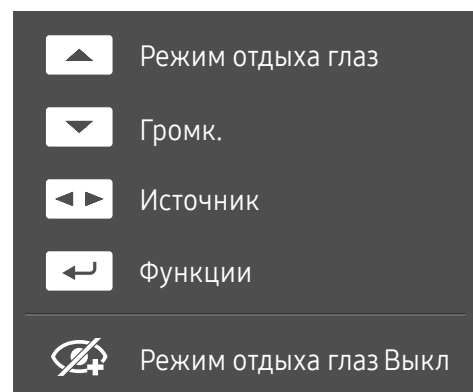 Режим отдыха глаз
Громк.
Источник
Функции
Режим отдыха глаз Выкл